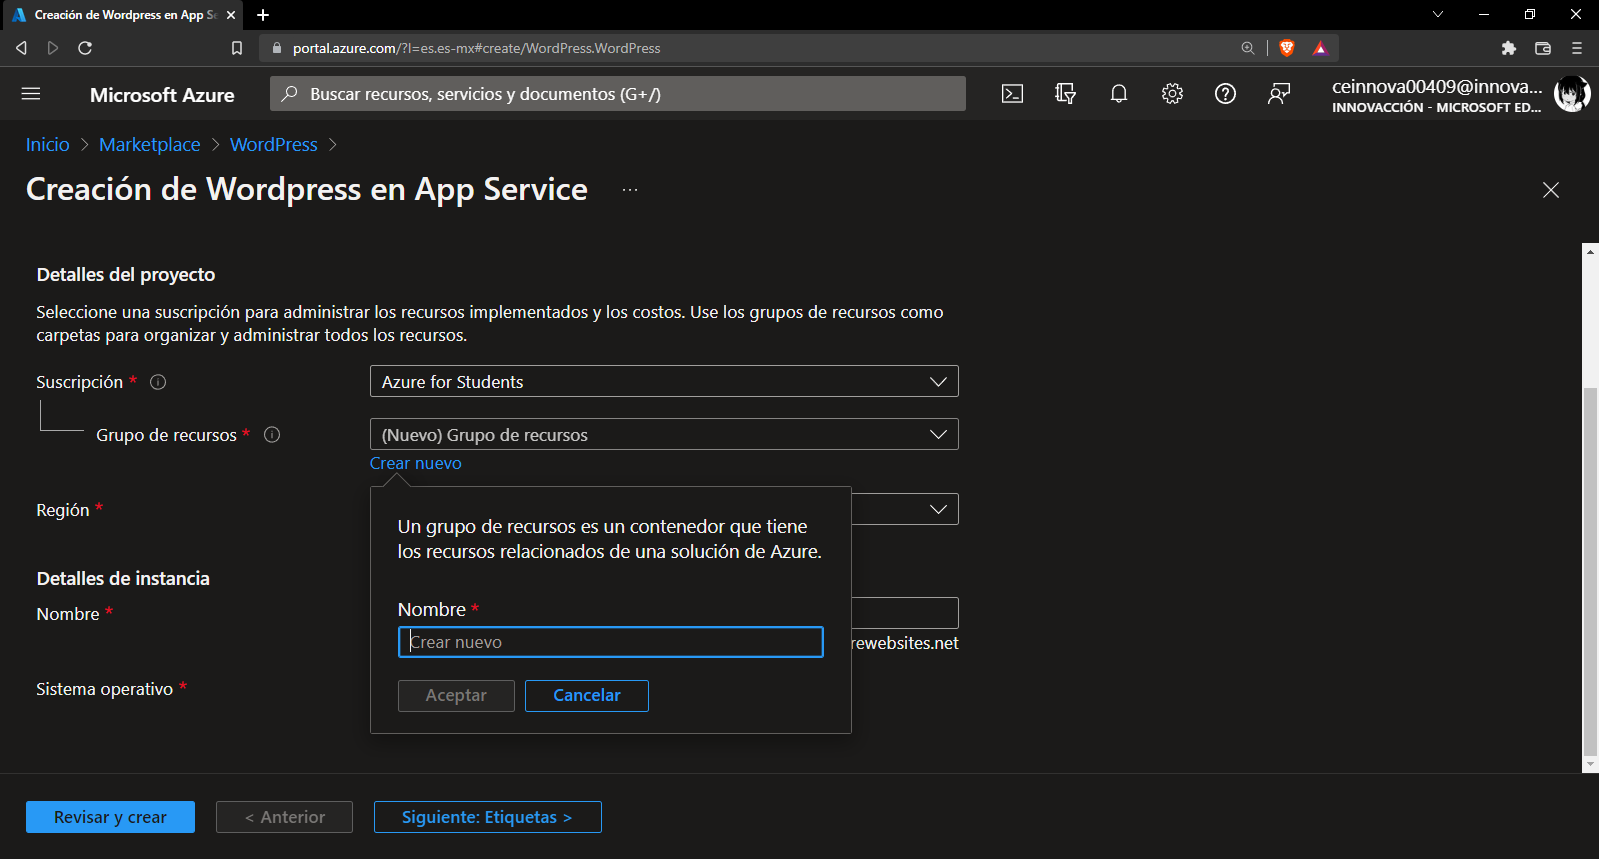 Creación de Wordpress en App Se
portal.azure.com/?l=es.es-mx#create/WordPress.WordPress
Microsoft Azure
Buscar recursos, servicios y documentos (G+/)
ceinnova00409@innova...
INNOVACCIÓN - MICROSOFT ED...
Inicio > Marketplace > WordPress >
Creación de Wordpress en App Service ...
Detalles del proyecto
Seleccione una suscripción para administrar los recursos implementados y los costos. Use los grupos de recursos como
carpetas para organizar y administrar todos los recursos.
Suscripción *
Azure for Students
Grupo de recursos *
(Nuevo) Grupo de recursos
Crear nuevo
Región *
Un grupo de recursos es un contenedor que tiene
los recursos relacionados de una solución de Azure.
Detalles de instancia
Nombre *
Nombre *
Crear nuevo
rewebsites.net
Sistema operativo *
Aceptar
Cancelar
Revisar y crear
< Anterior
Siguiente: Etiquetas >